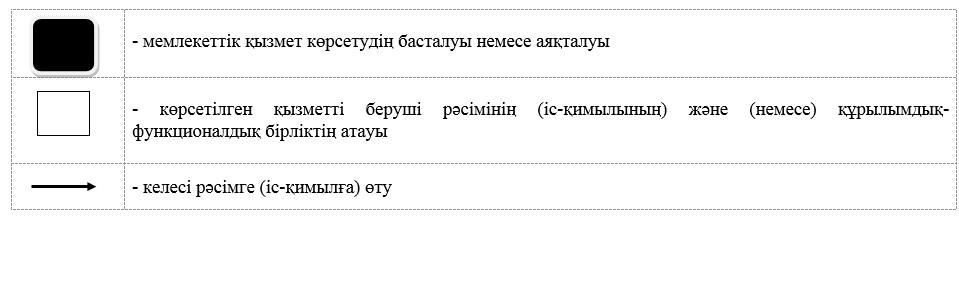 - мемлекеттік қызмет көрсетудің басталуы немесе аяқталуы
- көрсетілген қызметті беруші рәсімінің (іс-қимылының) және (немесе) құрылымдық-
функционалдық бірліктің атауы
- келесі рәсімге (іс-қимылға) өту